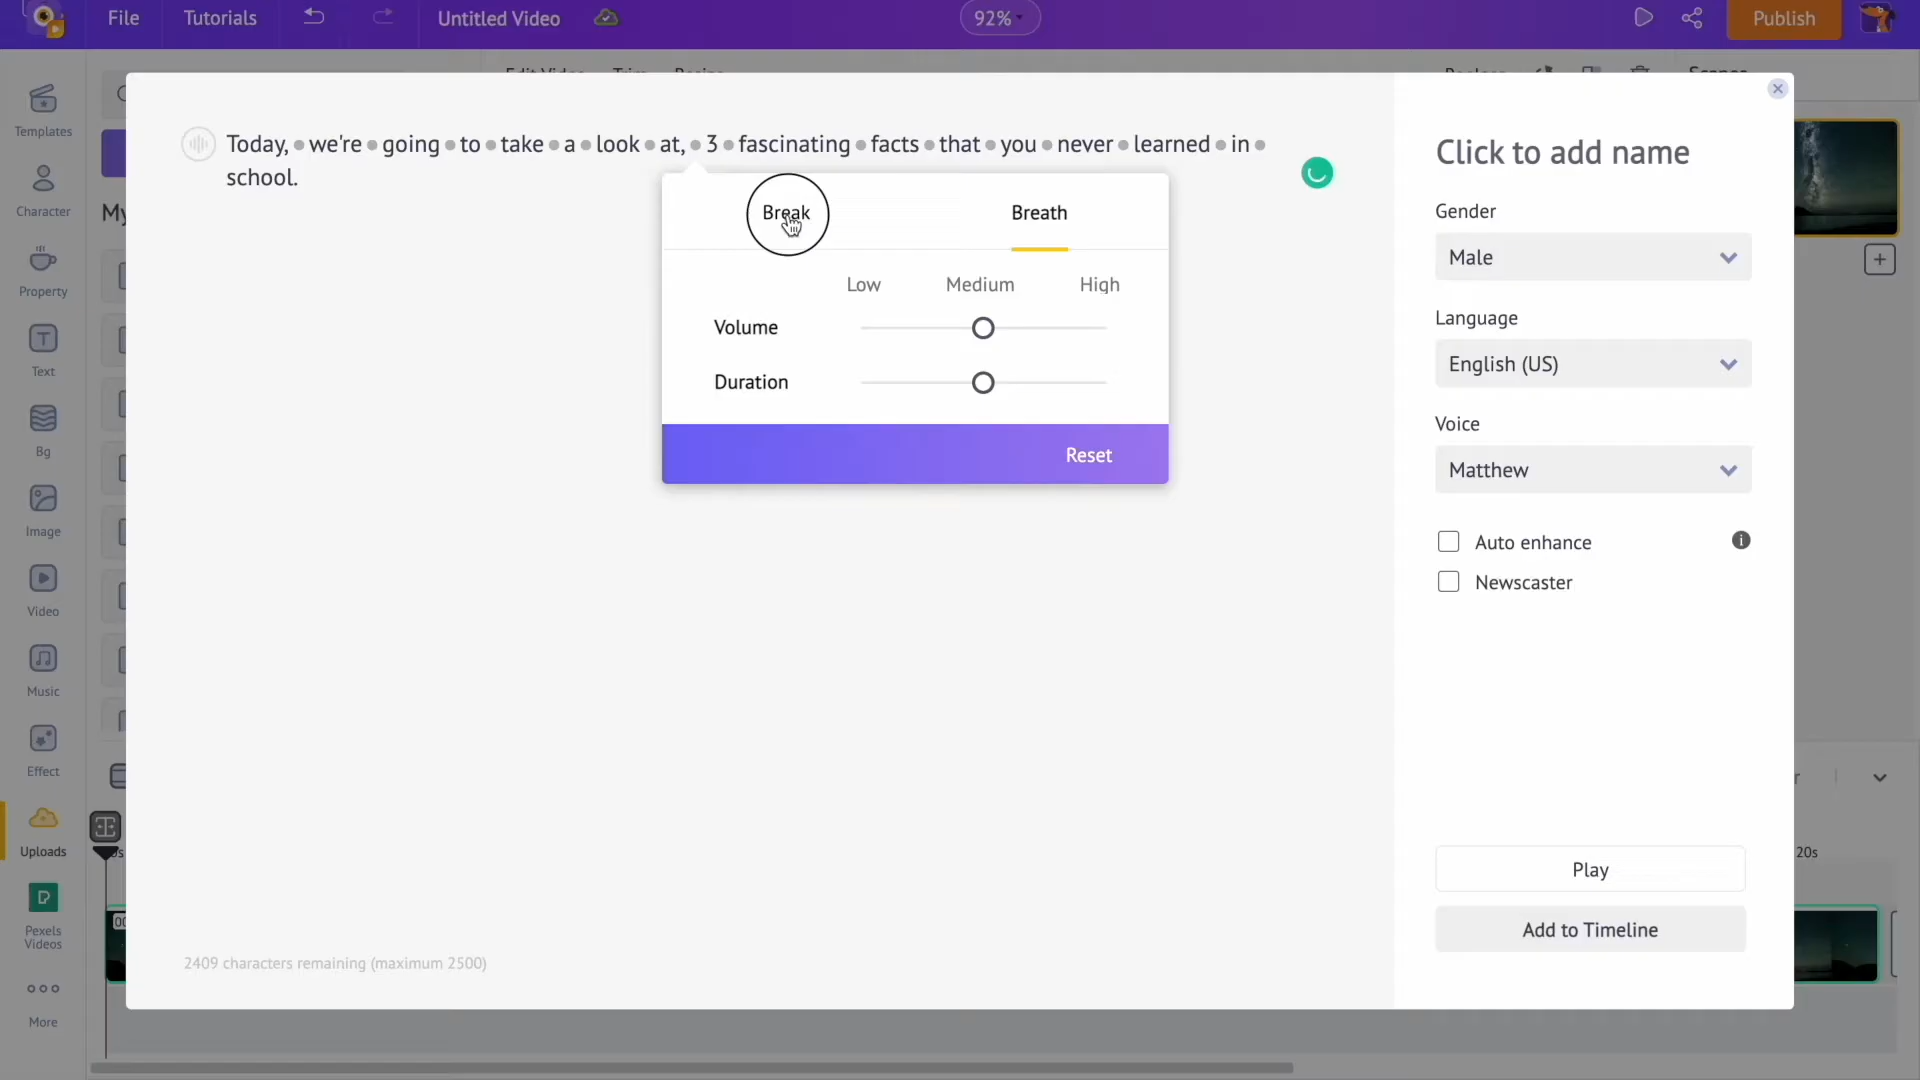 File
Tutorials
Untitled Video
92%
Publish
Templates
Character
Property
Text
Bg
Image
Video
Music
Effect
Uploads
Pexels
Videos
More
My
Today, we're going to take a look at, 3 fascinating facts that you never learned in
school.
Break
Breath
Low Medium High
Volume
Duration
Reset
2409 characters remaining (maximum 2500)
Click to add name
Gender
Male
Language
English (US)
Voice
Matthew
Auto enhance
Newscaster
Play
Add to Timeline
20s